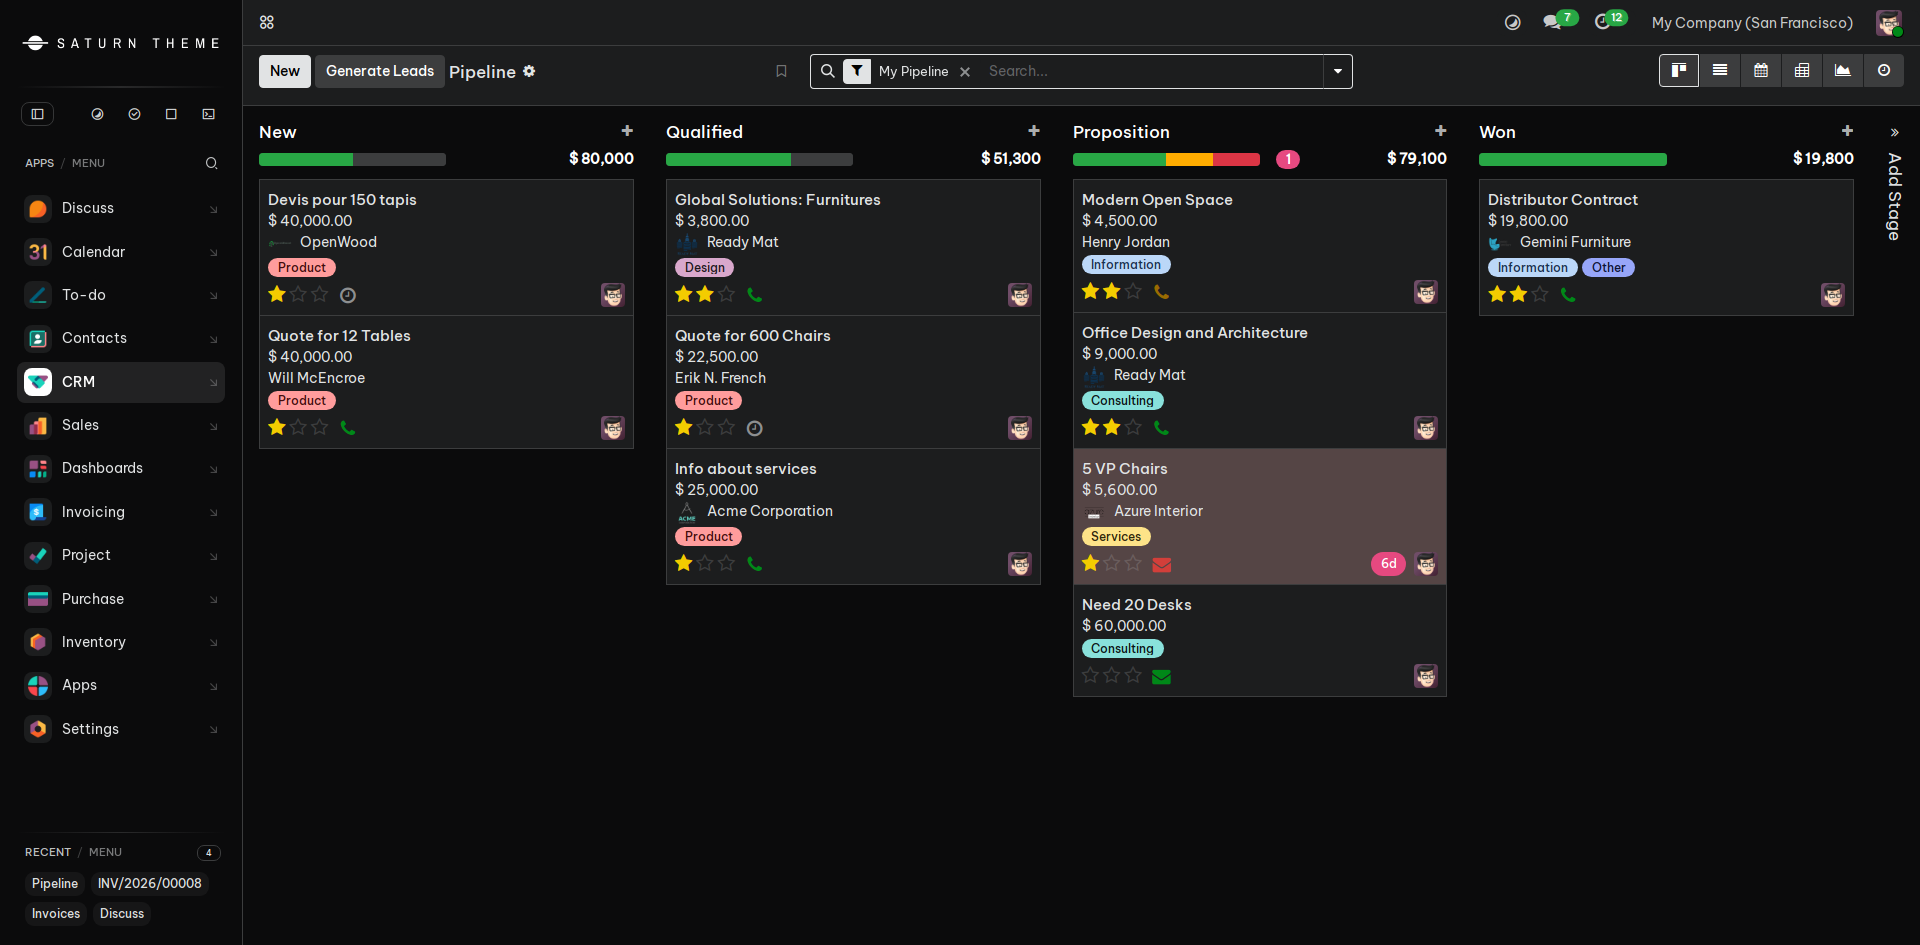 SATURN THEME
APPS / MENU
Discuss
31 Calendar
To-do
Contacts
CRM
Sales
Dashboards
Invoicing
Project
Purchase
Inventory
Apps
Settings
RECENT / MENU 4
Pipeline INV/2026/00008
Invoices Discuss
7 12 My Company (San Francisco)
New Generate Leads Pipeline My Pipeline Search...
New
$ 80,000
Devis pour 150 tapis
$ 40,000.00
OpenWood
Product
Quote for 12 Tables
$ 40,000.00
Will McEncroe
Product
Qualified
$ 51,300
Global Solutions: Furnitures
$ 3,800.00
Ready Mat
Design
Quote for 600 Chairs
$ 22,500.00
Erik N. French
Product
Info about services
$ 25,000.00
ACME Acme Corporation
Product
Proposition
1 $ 79,100
Modern Open Space
$ 4,500.00
Henry Jordan
Information
Office Design and Architecture
$ 9,000.00
Ready Mat
Consulting
5 VP Chairs
$ 5,600.00
Azure Interior
Services
6d
Need 20 Desks
$ 60,000.00
Consulting
Won
$ 19,800
Distributor Contract
$ 19,800.00
Gemini Furniture
Information Other
Add Stage